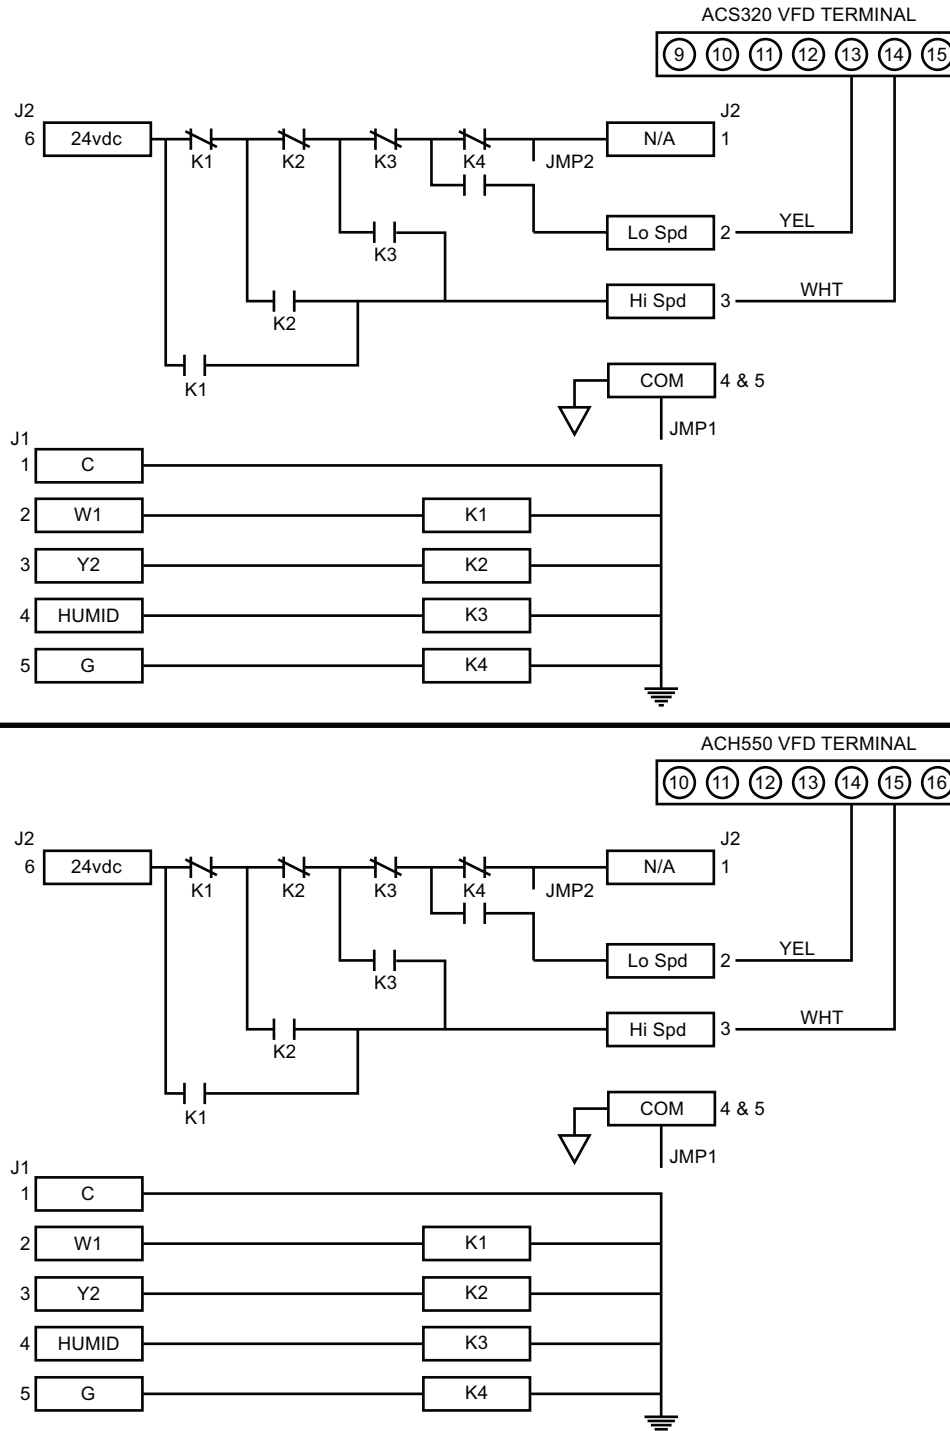 ACS320 VFD TERMINAL
9 10 11 12 13 14 15
J2 J2
6 24vdc K1 K2 K3 K4 JMP2 N/A 1
Lo Spd 2 YEL
K3
Hi Spd 3 WHT
K2
K1
COM 4 & 5
JMP1
J1
1 C
2 W1 K1
3 Y2 K2
4 HUMID K3
5 G K4
ACH550 VFD TERMINAL
10 11 12 13 14 15 16
J2 J2
6 24vdc K1 K2 K3 K4 JMP2 N/A 1
Lo Spd 2 YEL
K3
Hi Spd 3 WHT
K2
K1
COM 4 & 5
JMP1
J1
1 C
2 W1 K1
3 Y2 K2
4 HUMID K3
5 G K4